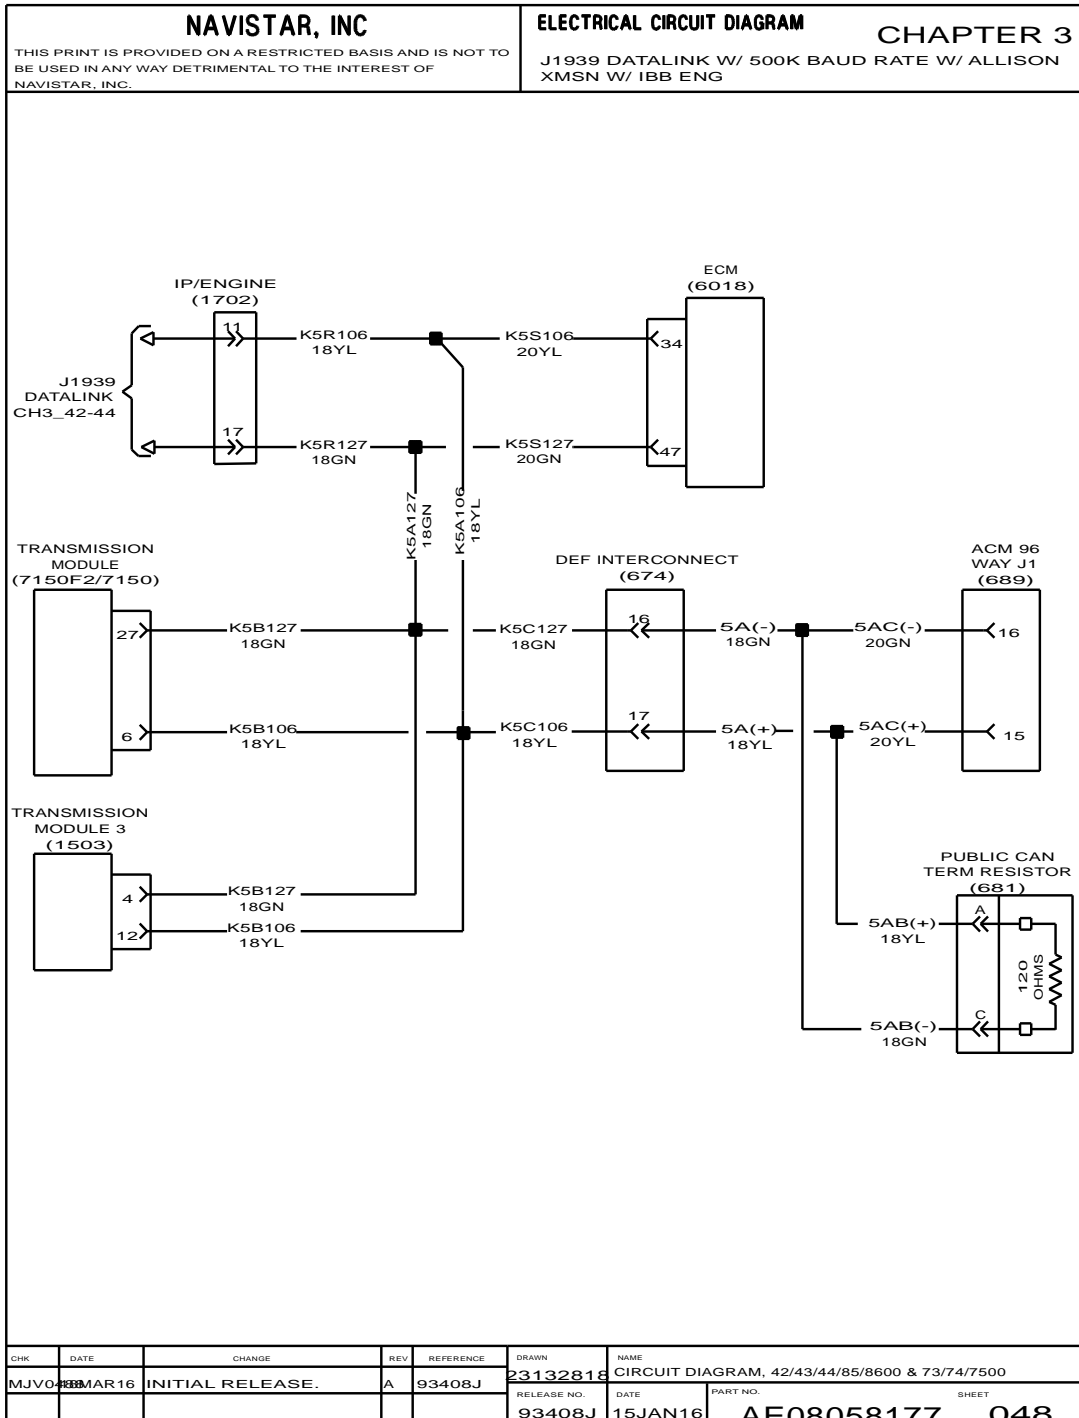 NAVISTAR, INC
THIS PRINT IS PROVIDED ON A RESTRICTED BASIS AND IS NOT TO
BE USED IN ANY WAY DETRIMENTAL TO THE INTEREST OF
NAVISTAR, INC.
ELECTRICAL CIRCUIT DIAGRAM
CHAPTER 3
J1939 DATALINK W/ 500K BAUD RATE W/ ALLISON
XMSN W/ IBB ENG
IP/ENGINE
(1702)
ECM
(6018)
11
K5R106
18YL
K5S106
20YL
34
J1939
DATALINK
CH3_42-44
17
K5R127
18GN
K5S127
20GN
47
K5A127
18GN
K5A106
18YL
TRANSMISSION
MODULE
(7150F2/7150)
DEF INTERCONNECT
(674)
ACM 96
WAY J1
(689)
27
K5B127
18GN
K5C127
18GN
16
5A(-)
18GN
5AC(-)
20GN
16
6
K5B106
18YL
K5C106
18YL
17
5A(+)
18YL
5AC(+)
20YL
15
TRANSMISSION
MODULE 3
(1503)
4
K5B127
18GN
12
K5B106
18YL
PUBLIC CAN
TERM RESISTOR
(681)
A
5AB(+)
18YL
120
OHMS
C
5AB(-)
18GN
CHK DATE CHANGE REV REFERENCE
MAR16 INITIAL RELEASE. A 93408J
DRAWN
23132818
NAME
CIRCUIT DIAGRAM, 42/43/44/85/8600 & 73/74/7500
RELEASE NO.
93408J
DATE
15JAN16
PART NO.
AE08058177
SHEET
048